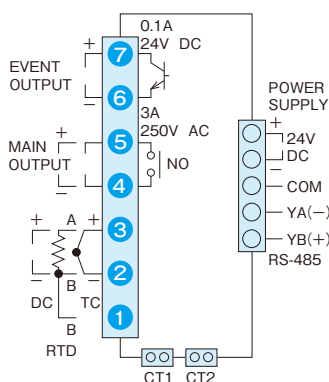 0.1A
24V DC
+
7
EVENT
OUTPUT
6
−
3A
250V AC
+
5
MAIN
OUTPUT
NO
4
−
+ A +
3
− B −
2
DC TC
1
B
RTD
CT1 CT2
POWER
SUPPLY
+
24V
DC
−
COM
YA(−)
YB(+)
RS-485